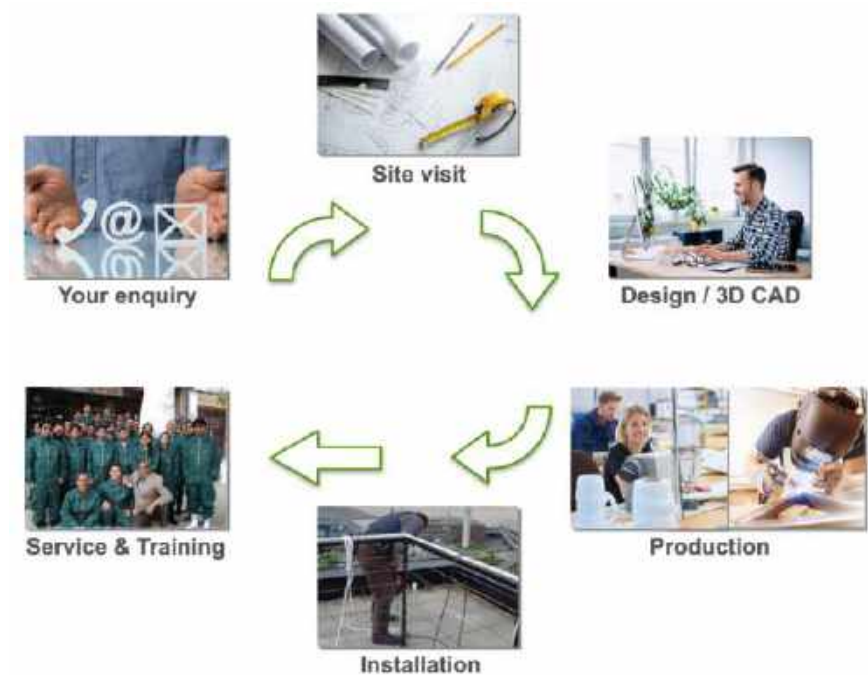 Site visit
Your enquiry
Design / 3D CAD
Service & Training
Production
Installation